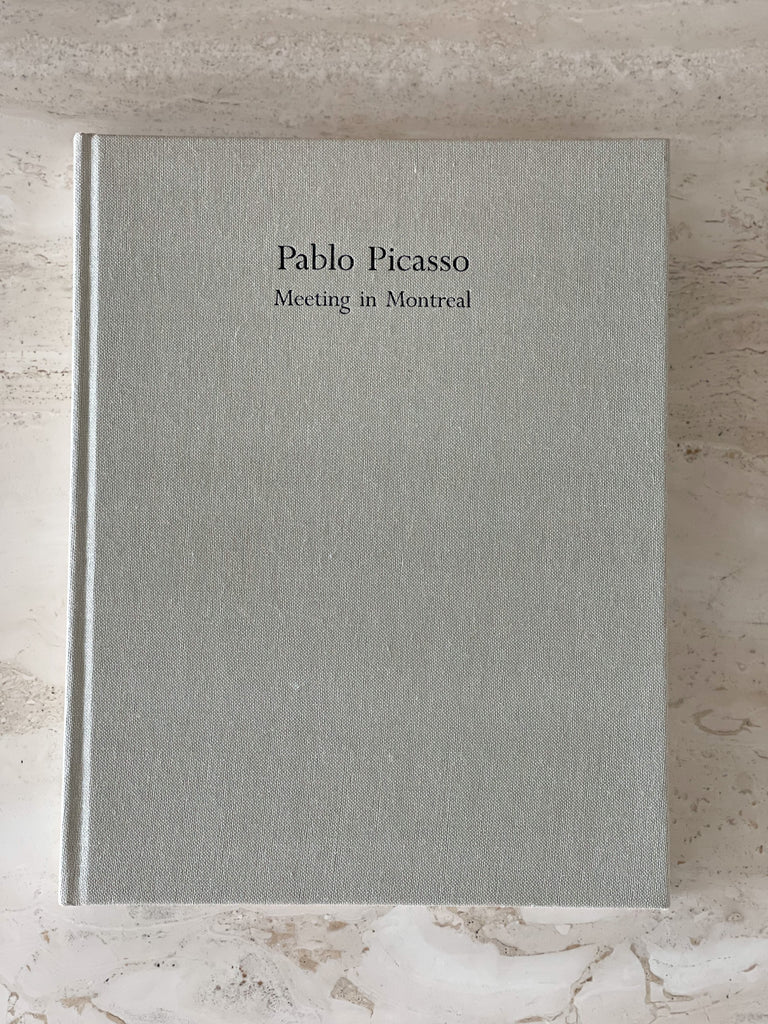 Pablo Picasso
Meeting in Montreal